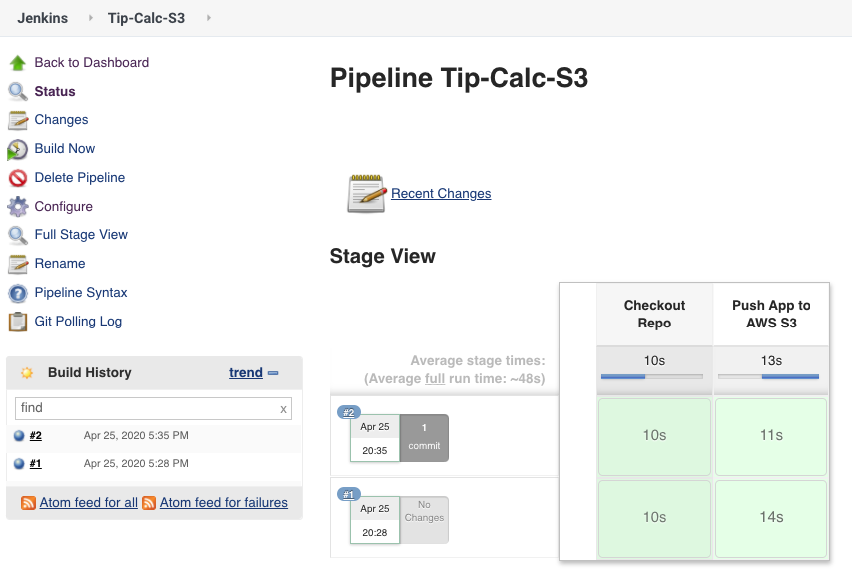 Jenkins Tip-Calc-S3
Back to Dashboard
Status
Changes
Build Now
Delete Pipeline
Configure
Full Stage View
Rename
Pipeline Syntax
Git Polling Log
Build History trend
find x
#2 Apr 25, 2020 5:35 PM
#1 Apr 25, 2020 5:28 PM
Atom feed for all Atom feed for failures
Pipeline Tip-Calc-S3
Recent Changes
Stage View
Checkout
Repo
Push App to
AWS S3
Average stage times:
(Average full run time: ~48s)
10s 13s
#2
Apr 25
20:35
1
commit
10s 11s
#1
Apr 25
20:28
No
Changes
10s 14s